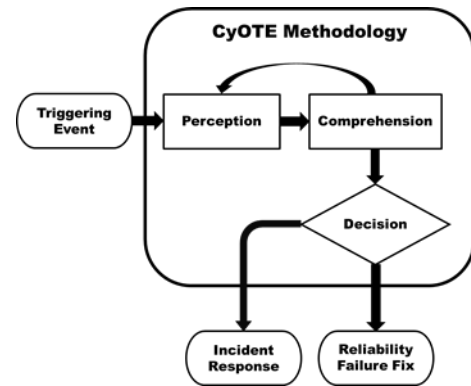 CyOTE Methodology
Triggering
Event
Perception
Comprehension
Decision
Incident
Response
Reliability
Failure Fix